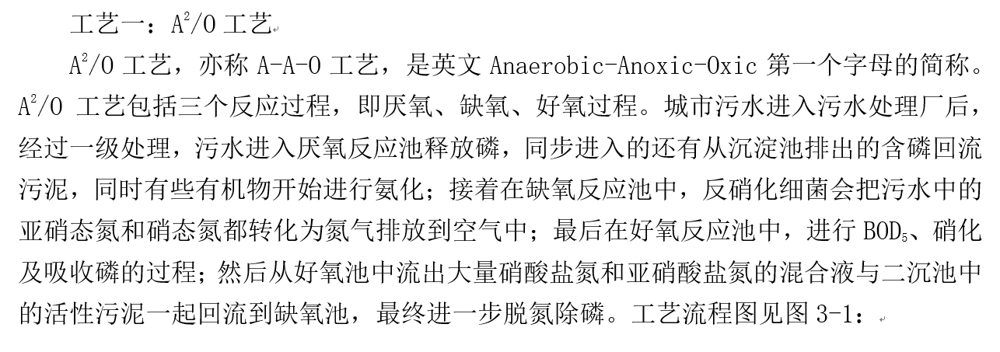 工艺一：A²/O 工艺
A²/O 工艺，亦称 A-A-O 工艺，是英文 Anaerobic-Anoxic-Oxic 第一个字母的简称。
A²/O 工艺包括三个反应过程，即厌氧、缺氧、好氧过程。城市污水进入污水处理厂后，
经过一级处理，污水进入厌氧反应池释放磷，同步进入的还有从沉淀池排出的含磷回流
污泥，同时有些有机物开始进行氨化；接着在缺氧反应池中，反硝化细菌会把污水中的
亚硝态氮和硝态氮都转化为氮气排放到空气中；最后在好氧反应池中，进行 BOD₅、硝化
及吸收磷的过程；然后从好氧池中流出大量硝酸盐氮和亚硝酸盐氮的混合液与二沉池中
的活性污泥一起回流到缺氧池，最终进一步脱氮除磷。工艺流程图见图 3-1：